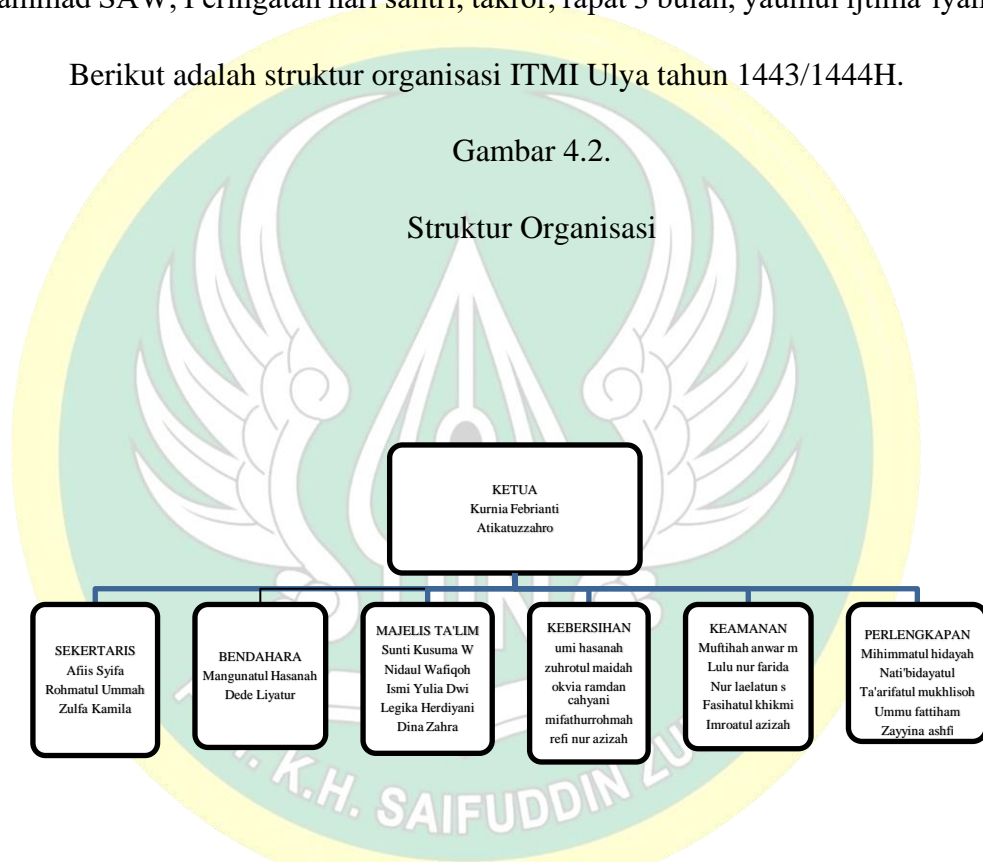 ammad SAW, Peringatan hari santri, takror, rapat 3 bulan, yaumul ijtima'iyah
Berikut adalah struktur organisasi ITMI Ulya tahun 1443/1444H.
Gambar 4.2.
Struktur Organisasi
KETUA
Kurnia Febrianti
Atikatuzzahro
SEKERTARIS
Afiis Syifa
Rohmatul Ummah
Zulfa Kamila
BENDAHARA
Mangunatul Hasanah
Dede Liyatur
MAJELIS TA'LIM
Sunti Kusuma W
Nidaul Wafiqoh
Ismi Yulia Dwi
Legika Herdiyani
Dina Zahra
KEBERSIHAN
umi hasanah
zuhrotul maidah
okvia ramdan
cahyani
mifathurrohmah
refi nur azizah
KEAMANAN
Muftihah anwar m
Lulu nur farida
Nur laelatun s
Fasihatul khikmi
Imroatul azizah
PERLENGKAPAN
Mihimmatul hidayah
Nati'bidayatul
Ta'arifatul mukhlisoh
Ummu fattiham
Zayyina ashfi
K.H. SAIFUDDIN